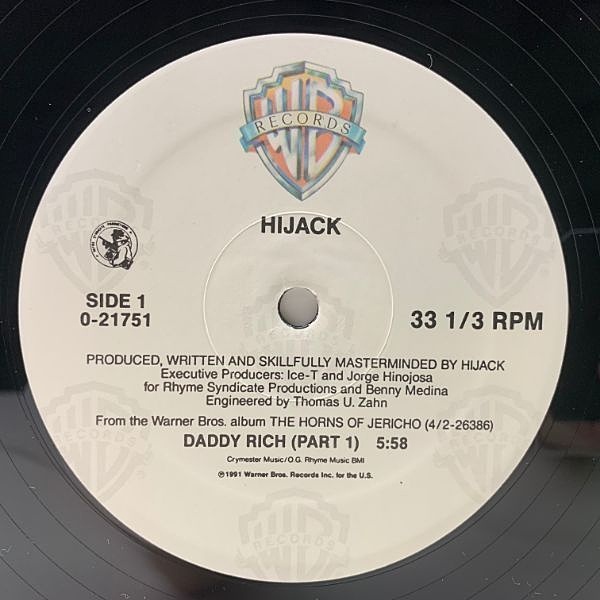 RECORDS
HIJACK
SIDE 1
0-21751
33 1/3 RPM
PRODUCED, WRITTEN AND SKILLFULLY MASTERMINDED BY HIJACK
Executive Producers: Ice-T and Jorge Hinojosa
for Rhyme Syndicate Productions and Benny Medina
Engineered by Thomas U. Zahn
From the Warner Bros. album THE HORNS OF JERICHO (4/2-26386)
DADDY RICH (PART 1) 5:58
Crymester Music/O.G. Rhyme Music BMI
℗©1991 Warner Bros. Records Inc. for the U.S.